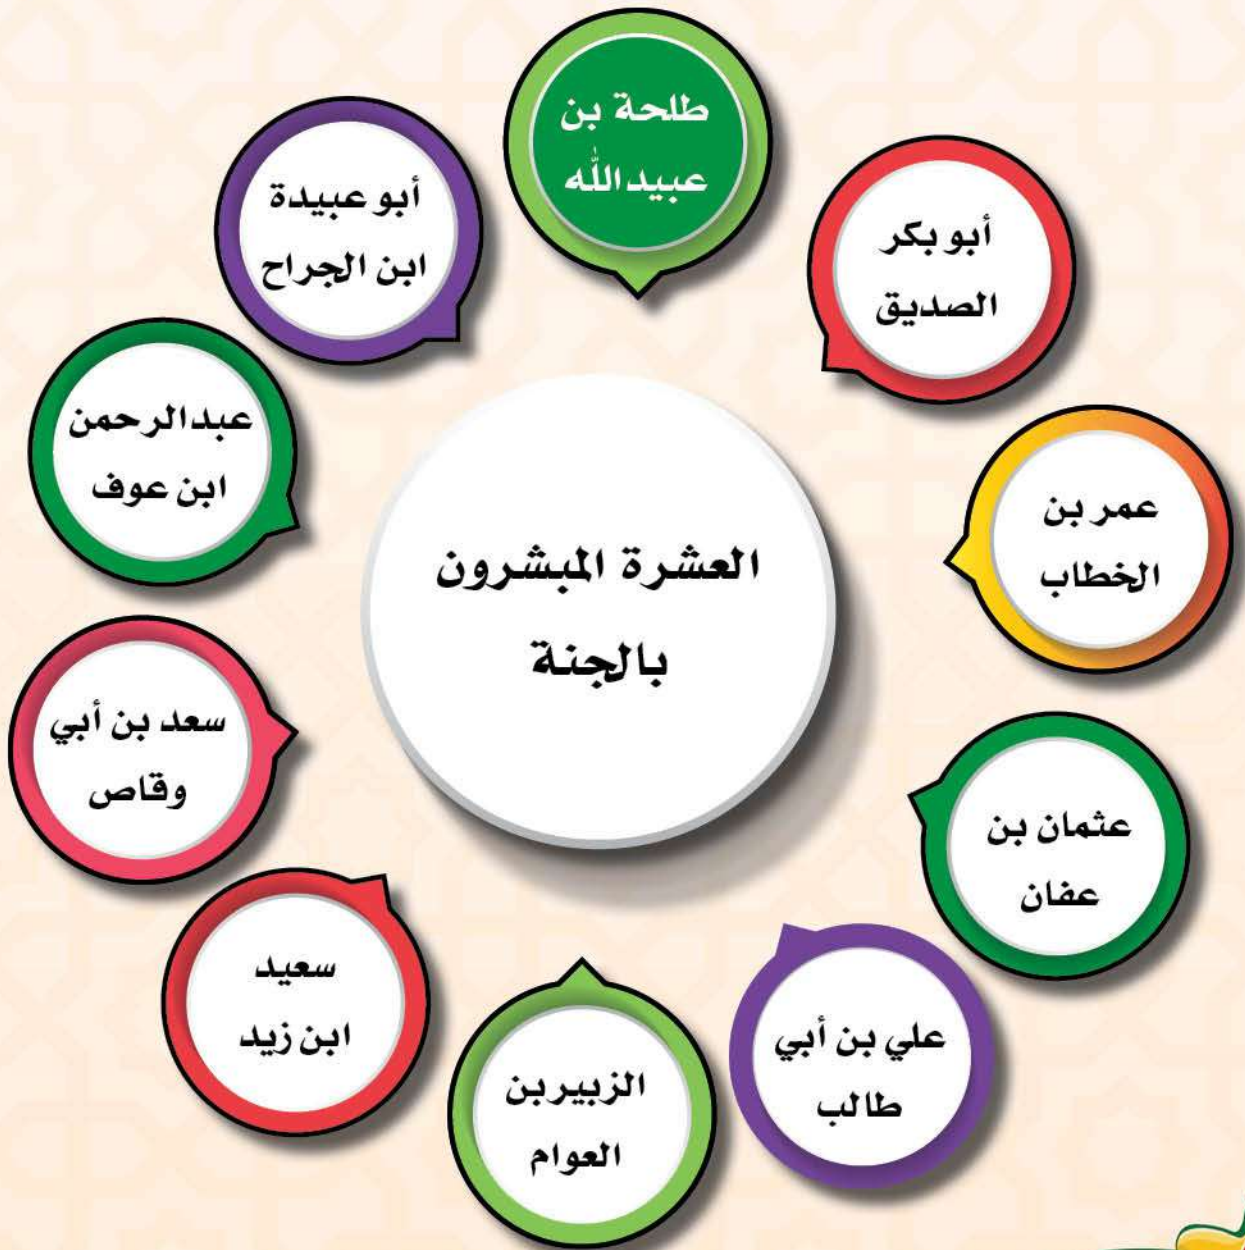 طلحة بن
عبيدالله
أبو بكر
الصديق
عمر بن
الخطاب
عثمان بن
عفان
علي بن أبي
طالب
الزبير بن
العوام
سعيد
ابن زيد
سعد بن أبي
وقاص
عبدالرحمن
ابن عوف
أبو عبيدة
ابن الجراح
العشرة المبشرون
بالجنة